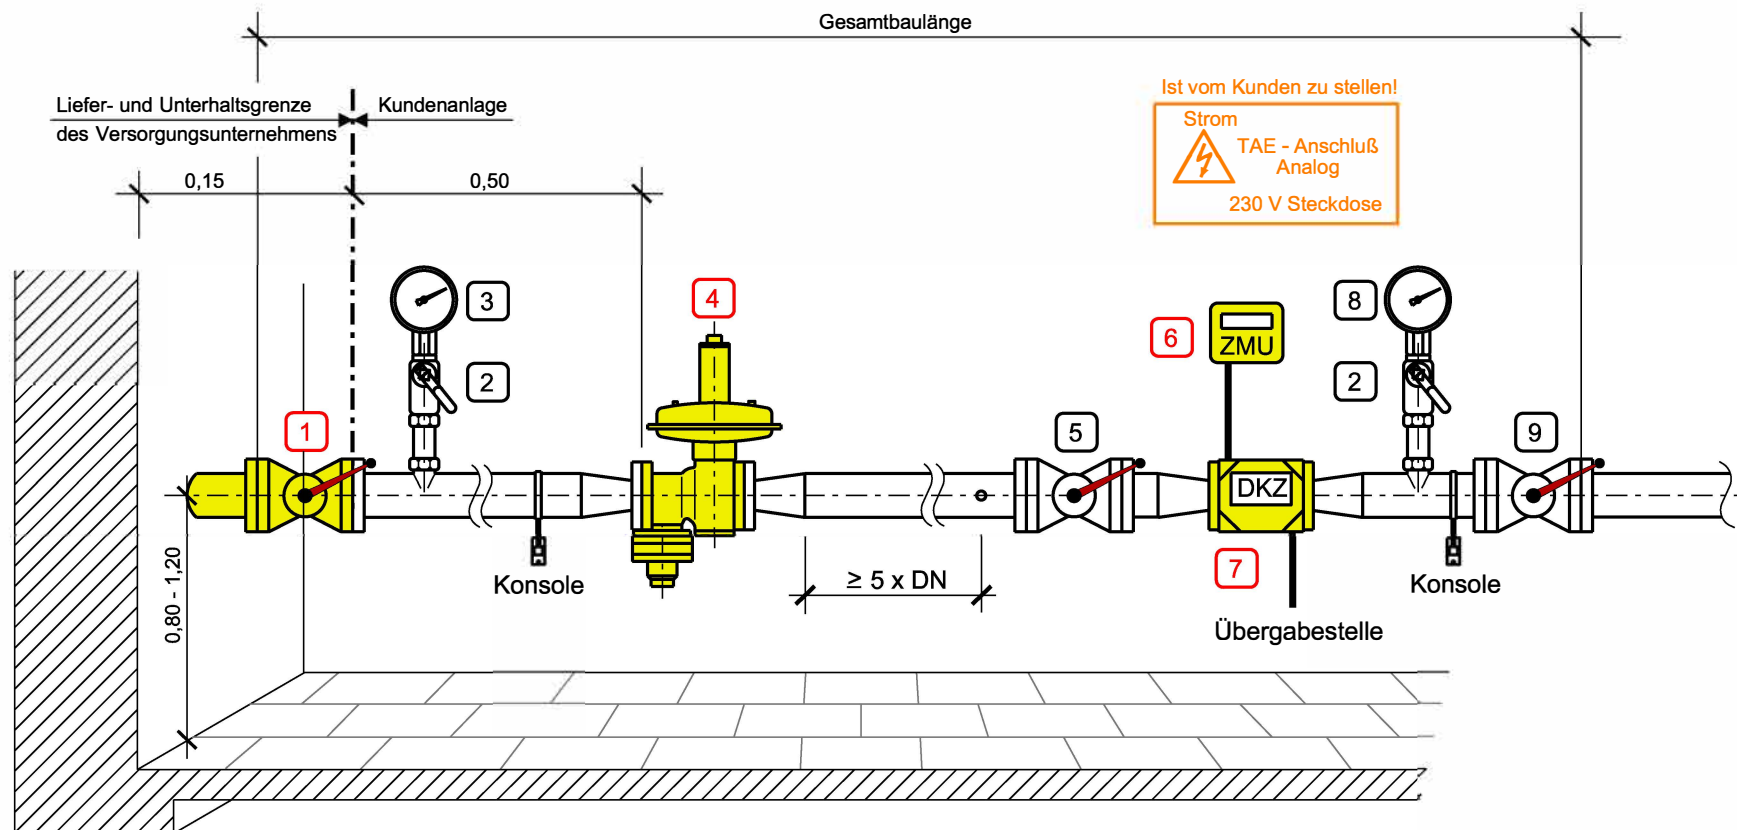 Gesamtbaulänge
Ist vom Kunden zu stellen!
Liefer- und Unterhaltsgrenze
des Versorgungsunternehmens
Kundenanlage
Strom
TAE - Anschluß
Analog
230 V Steckdose
0,15
0,50
3
4
8
6
ZMU
2
2
1
5
9
DKZ
7
0,80 - 1,20
Konsole
≥ 5 x DN
Konsole
Übergabestelle